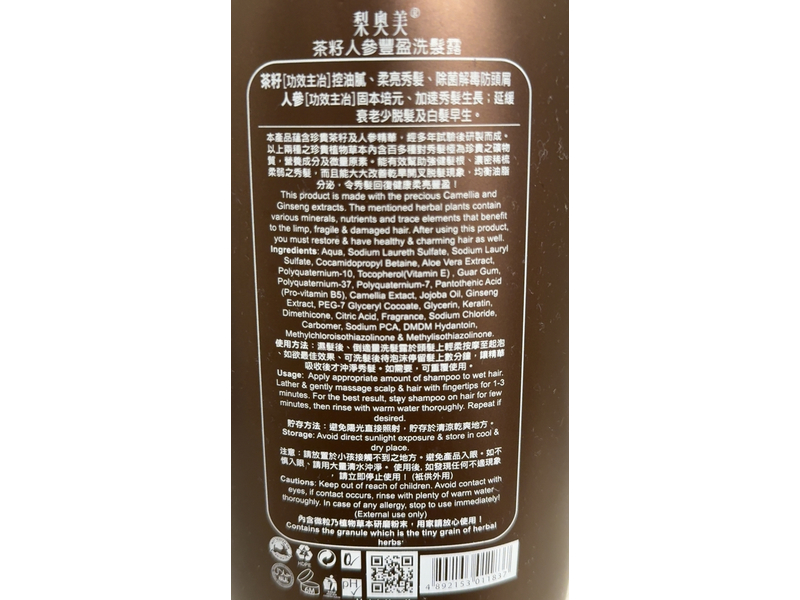 梨奧美®
茶籽人參豐盈洗髮露
茶籽[功效主治]控油膩、柔亮秀髮、除菌解毒防頭屑
人參[功效主治]固本培元、加速秀髮生長;延緩
衰老少脫髮及白髮早生。
本產品蘊含珍貴茶籽及人參精華,經多年試驗後研製而成。
以上兩種之珍貴植物草本內含百多種對秀髮極為珍貴之礦物
質,營養成分及微量原素。能有效幫助強健髮根、濃密稀梳
柔弱之秀髮,而且能大大改善乾旱開叉脫髮現象,均衡油脂
分泌,令秀髮回復健康柔亮豐盈!
This product is made with the precious Camellia and
Ginseng extracts. The mentioned herbal plants contain
various minerals, nutrients and trace elements that benefit
to the limp, fragile & damaged hair. After using this product,
you must restore & have healthy & charming hair as well.
Ingredients: Aqua, Sodium Laureth Sulfate, Sodium Lauryl
Sulfate, Cocamidopropyl Betaine, Aloe Vera Extract,
Polyquaternium-10, Tocopherol(Vitamin E) , Guar Gum,
Polyquaternium-37, Polyquaternium-7, Pantothenic Acid
(Pro-vitamin B5), Camellia Extact, Jojoba Oil, Ginseng
Extract, PEG-7 Glyceryl Cocoate, Glycerin, Keratin,
Dimethicone, Citric Acid, Fragrance, Sodium Chloride,
Carbomer, Sodium PCA, DMDM Hydantoin,
Methylchloroisothiazolinone & Methylisothiazolinone.
使用方法:濕髮後、倒適量洗髮露於頭髮上輕柔按摩至起泡
、如欲最佳效果、可洗髮後待泡沫停留髮上數分鐘,讓精華
吸收後才沖淨秀髮。如需要,可重覆使用。
Usage: Apply appropriate amount of shampoo to wet hair.
Lather & gently massage scalp & hair with fingertips for 1-3
minutes. For the best result, stay shampoo on hair for few
minutes, then rinse with warm water thoroughly. Repeat if
desired.
貯存方法:避免陽光直接照射,貯存於清涼乾爽地方。
Storage: Avoid direct sunlight exposure & store in cool &
dry place.
注意:請放置於小孩接觸不到之地方。避免產品入眼。如不
慎入眼、請用大量清水沖淨。 使用後, 如發現任何不適現象
,請立即停止使用! (祇供外用)
Cautions: Keep out of reach of children. Avoid contact with
eyes, if contact occurs, rinse with plenty of warm water
thoroughly. In case of any allergy, stop to use immediately!
(External use only)
內含微粒乃植物草本研磨粉末,用家請放心使用!
Contains the granule which is the tiny grain of herbal
herbs
HDPE
24M
pH
4 892153 011837